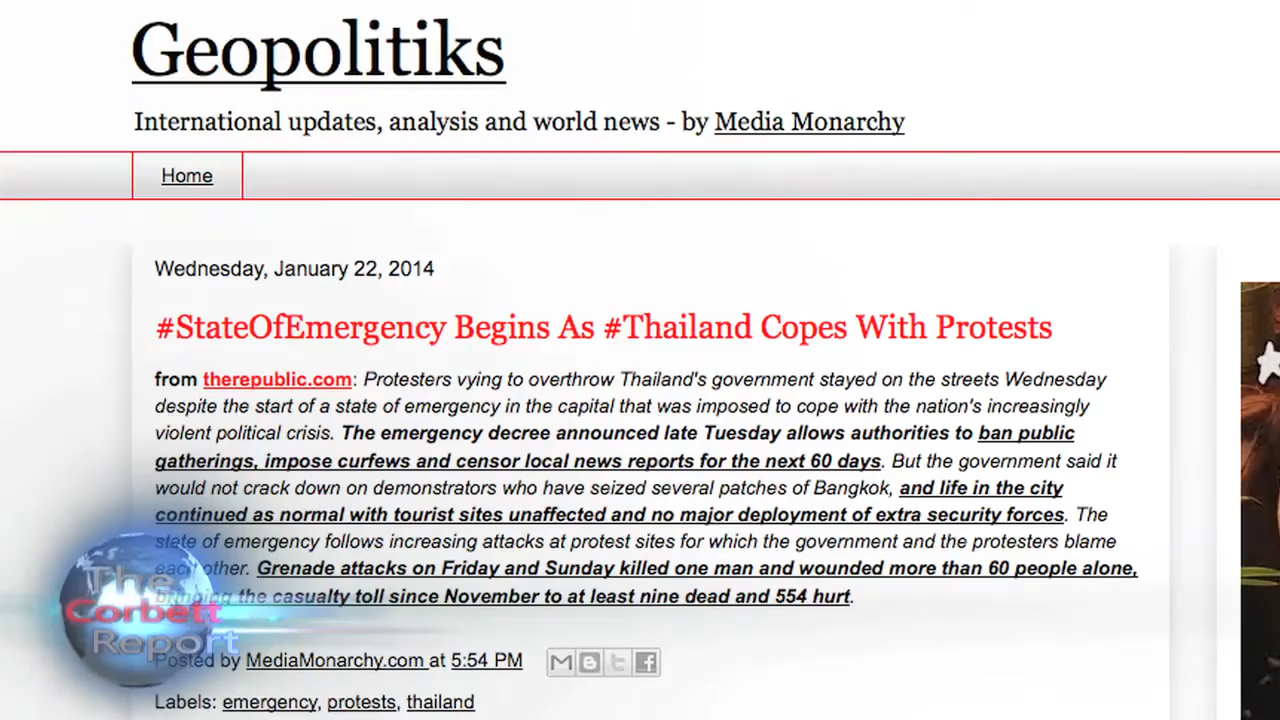 Geopolitiks
International updates, analysis and world news - by Media Monarchy
Home
Wednesday, January 22, 2014
#StateOfEmergency Begins As #Thailand Copes With Protests
from therepublic.com: Protesters vying to overthrow Thailand's government stayed on the streets Wednesday
despite the start of a state of emergency in the capital that was imposed to cope with the nation's increasingly
violent political crisis. The emergency decree announced late Tuesday allows authorities to ban public
gatherings, impose curfews and censor local news reports for the next 60 days. But the government said it
would not crack down on demonstrators who have seized several patches of Bangkok, and life in the city
continued as normal with tourist sites unaffected and no major deployment of extra security forces. The
state of emergency follows increasing attacks at protest sites for which the government and the protesters blame
each other. Grenade attacks on Friday and Sunday killed one man and wounded more than 60 people alone,
bringing the casualty toll since November to at least nine dead and 554 hurt.
The
Corbett
Report
Posted by MediaMonarchy.com at 5:54 PM
Labels: emergency, protests, thailand